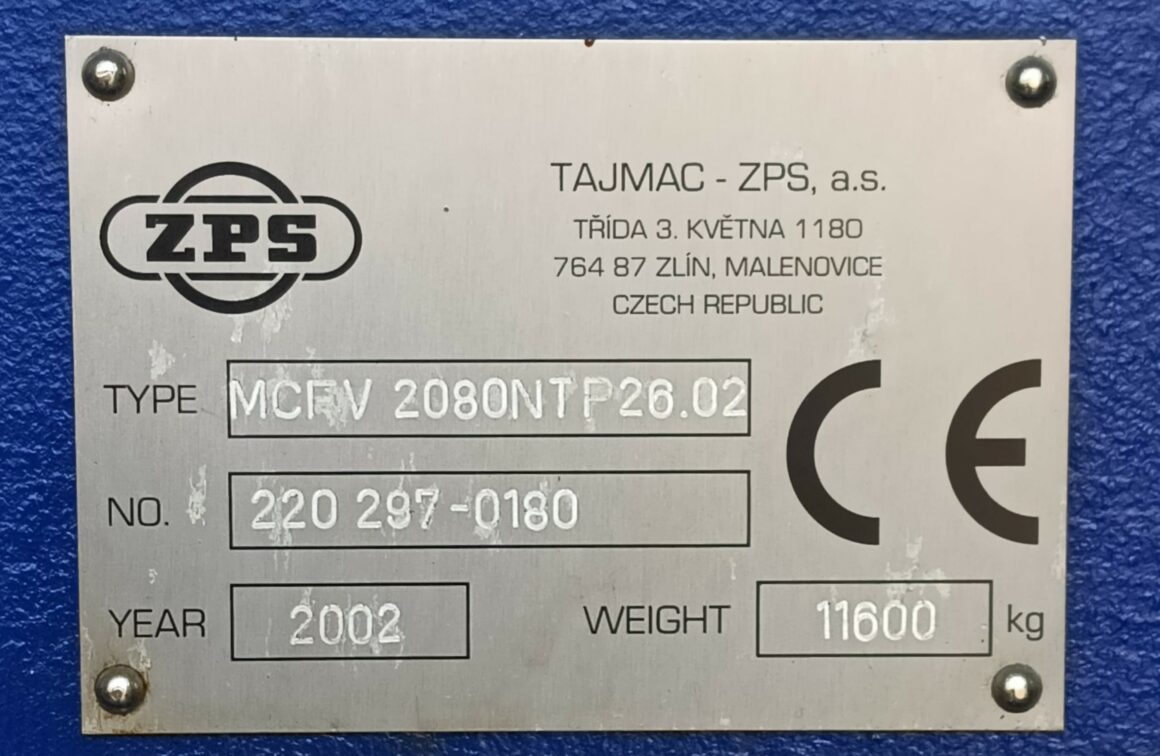 ZPS
TAJMAC - ZPS, a.s.
TŘÍDA 3. KVĚTNA 1180
764 87 ZLÍN, MALENOVICE
CZECH REPUBLIC
TYPE MCFV 2080NTP26.02
CE
NO. 220 297-0180
YEAR 2002 WEIGHT 11600 kg